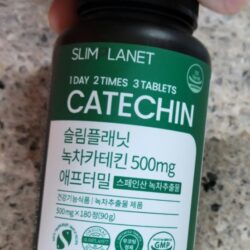 SLIM LANET
1 DAY 2 TIMES 3 TABLETS
CATECHIN
슬림플래닛
녹차카테킨 500mg
애프터밀 스페인산 녹차추출물
건강기능식품 | 녹차추출물 제품
500mg×180정(90g)
GMP